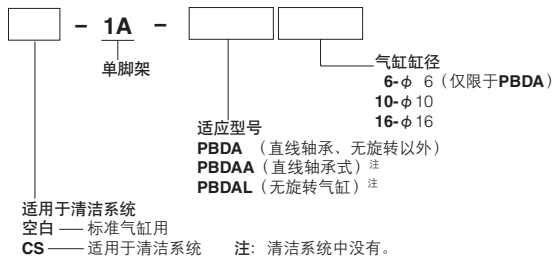 – 1A –
单脚架
气缸缸径
6-φ 6（仅限于PBDA）
10-φ10
16-φ16
适应型号
PBDA （直线轴承、无旋转以外）
PBDAA（直线轴承式）注
PBDAL（无旋转气缸）注
适用于清洁系统
空白 —— 标准气缸用
CS —— 适用于清洁系统 注: 清洁系统中没有。